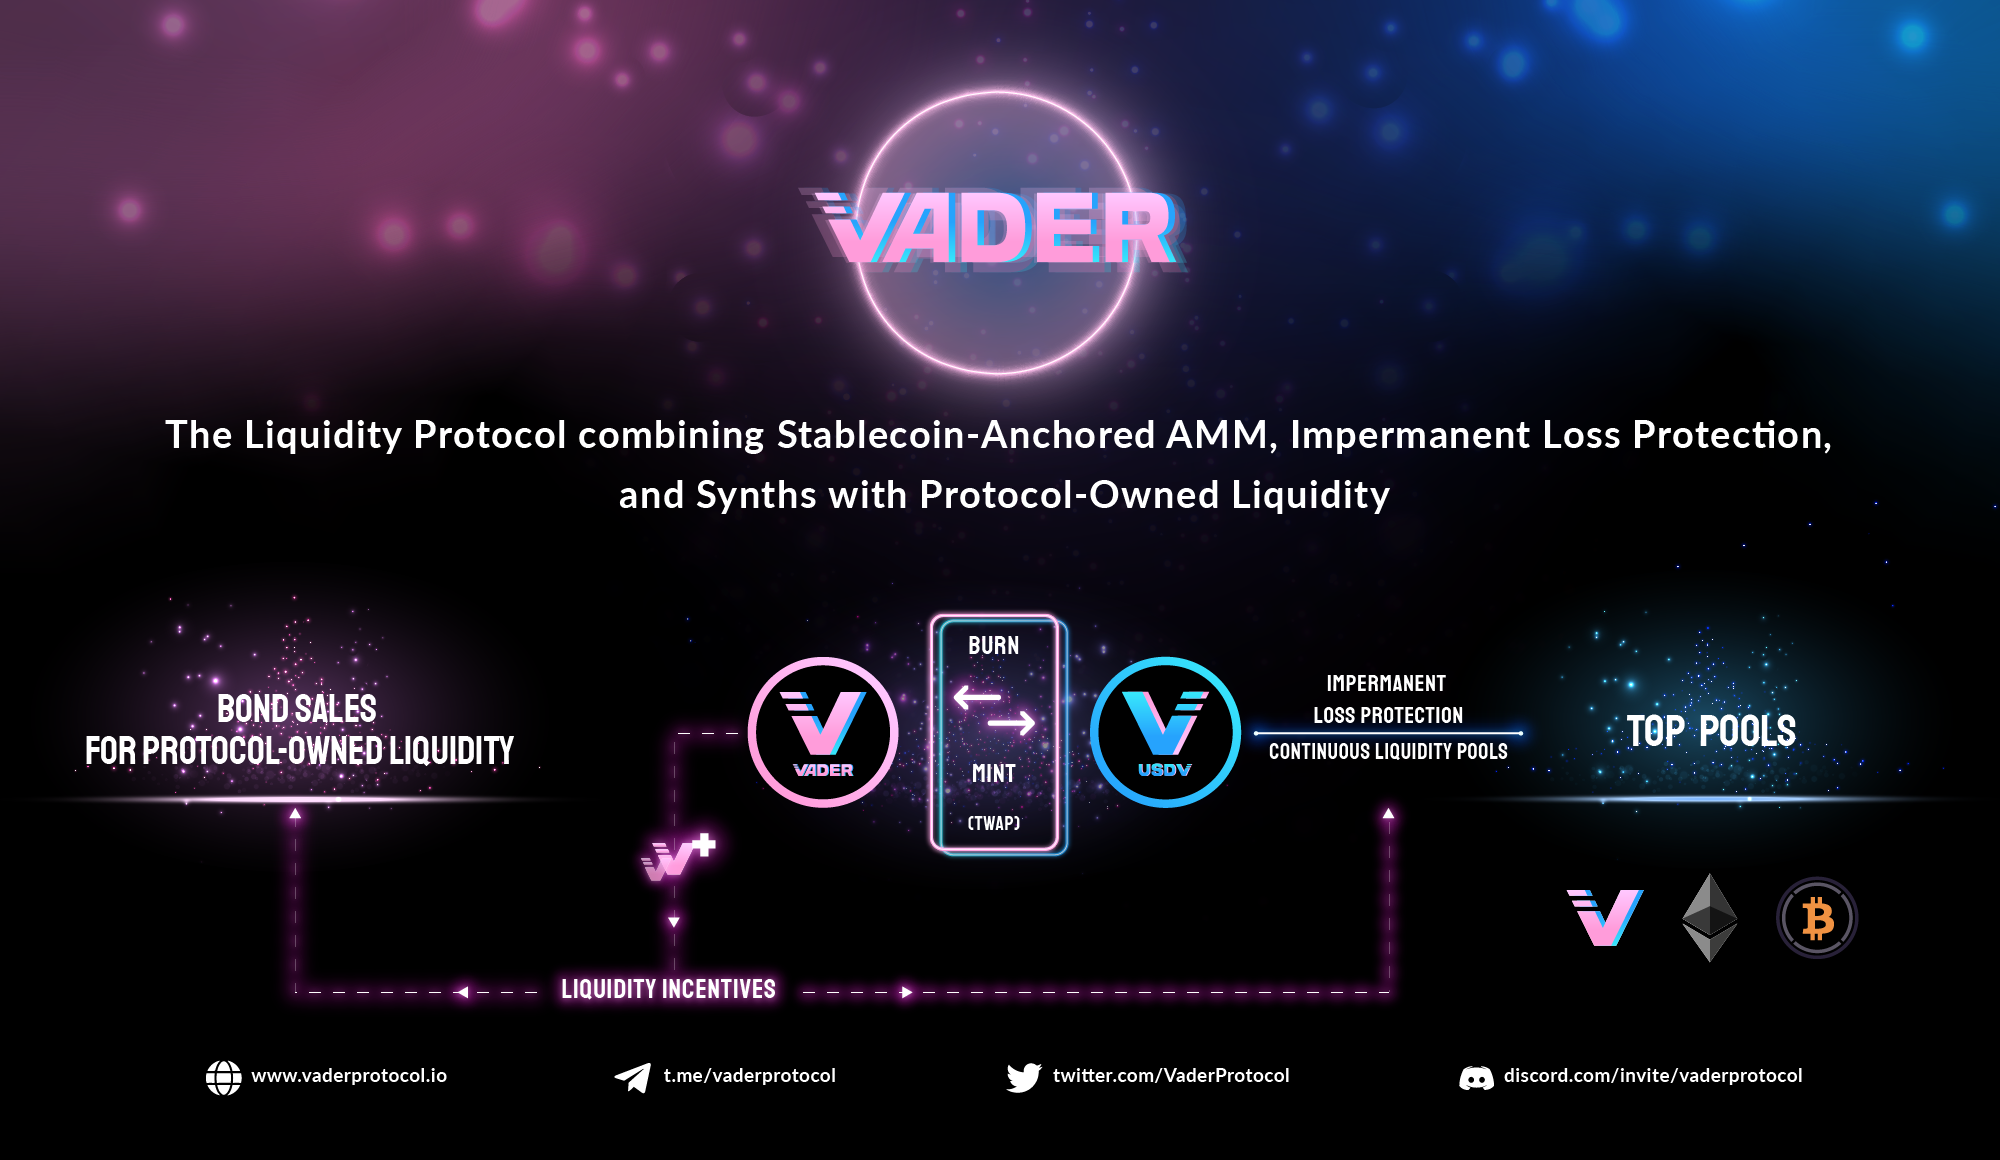 VADER
The Liquidity Protocol combining Stablecoin-Anchored AMM, Impermanent Loss Protection,
and Synths with Protocol-Owned Liquidity
BOND SALES
FOR PROTOCOL-OWNED LIQUIDITY
VADER
BURN
MINT
(TWAP)
USDV
IMPERMANENT
LOSS PROTECTION
CONTINUOUS LIQUIDITY POOLS
TOP POOLS
LIQUIDITY INCENTIVES
www.vaderprotocol.io
t.me/vaderprotocol
twitter.com/VaderProtocol
discord.com/invite/vaderprotocol